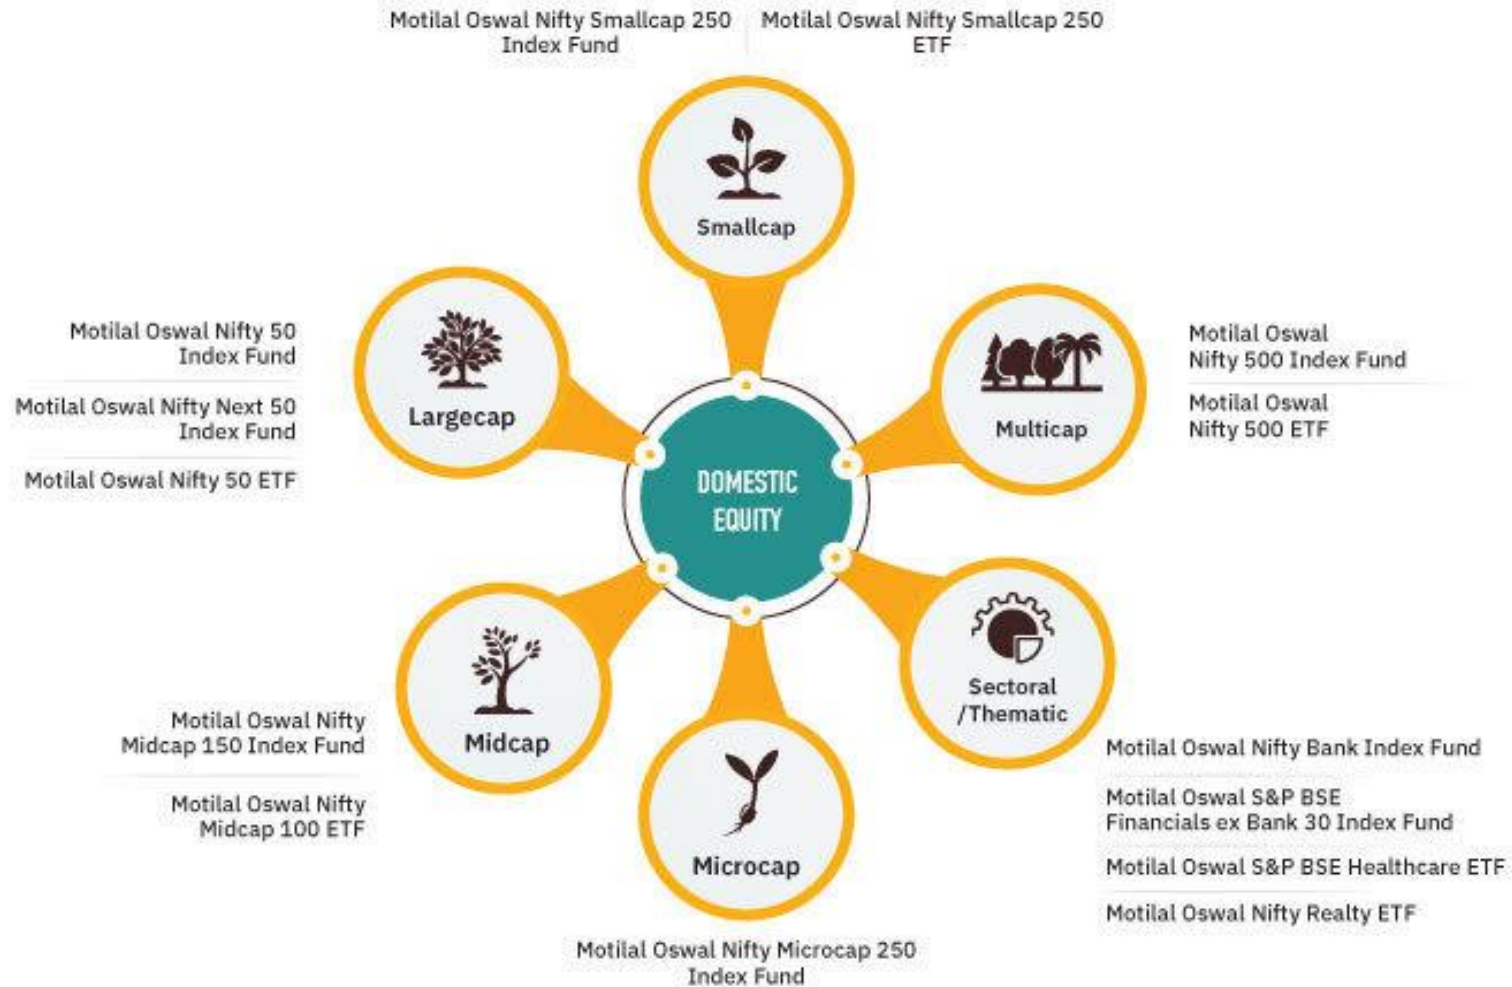 Motilal Oswal Nifty Smallcap 250
Index Fund
Motilal Oswal Nifty Smallcap 250
ETF
Smallcap
Motilal Oswal Nifty 50
Index Fund
Motilal Oswal Nifty Next 50
Index Fund
Motilal Oswal Nifty 50 ETF
Largecap
Multicap
Motilal Oswal
Nifty 500 Index Fund
Motilal Oswal
Nifty 500 ETF
DOMESTIC
EQUITY
Motilal Oswal Nifty
Midcap 150 Index Fund
Motilal Oswal Nifty
Midcap 100 ETF
Midcap
Sectoral
/Thematic
Motilal Oswal Nifty Bank Index Fund
Motilal Oswal S&P BSE
Financials ex Bank 30 Index Fund
Motilal Oswal S&P BSE Healthcare ETF
Motilal Oswal Nifty Realty ETF
Microcap
Motilal Oswal Nifty Microcap 250
Index Fund